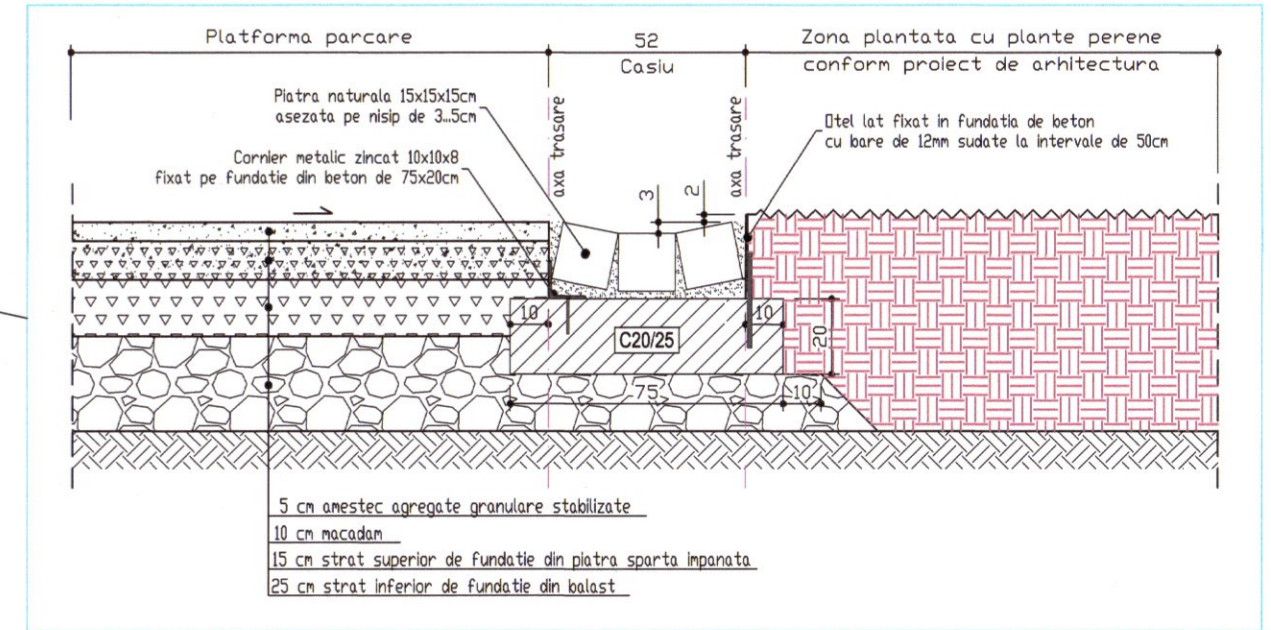 Platforma parcare
52
Casiu
Zona plantata cu plante perene
conform proiect de arhitectura
Piatra naturala 15x15x15cm
asezata pe nisip de 3...5cm
Cornier metalic zincat 10x10x8
fixat pe fundatie din beton de 75x20cm
axa trasare
3
2
axa trasare
Otel lat fixat in fundatia de beton
cu bare de 12mm sudate la intervale de 50cm
10
C20/25
10
20
75
10
5 cm amestec agregate granulare stabilizate
10 cm macadam
15 cm strat superior de fundatie din piatra sparta impanata
25 cm strat inferior de fundatie din balast